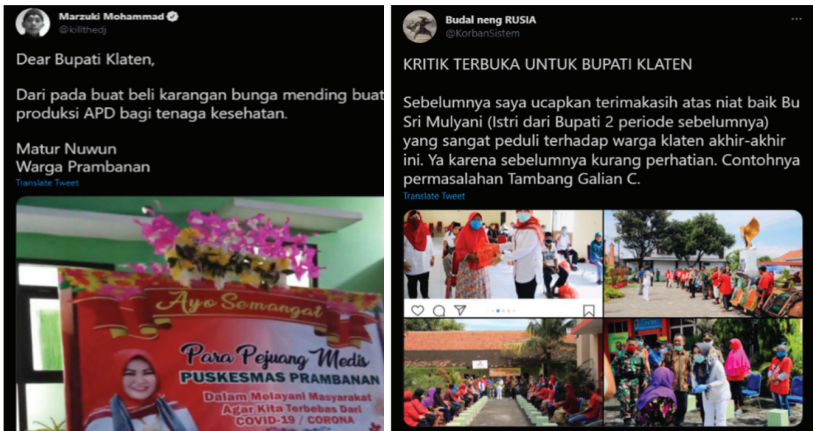 Marzuki Mohammad
@killthedj
Dear Bupati Klaten,
Dari pada buat beli karangan bunga mending buat
produksi APD bagi tenaga kesehatan.
Matur Nuwun
Warga Prambanan
Translate Tweet
Ayo Semangat
Para Pejuang Medis
PUSKESMAS PRAMBANAN
Dalam Melayani Masyarakat
Agar Kita Terbebas Dari
COVID-19 / CORONA
Budal neng RUSIA
@KorbanSistem
KRITIK TERBUKA UNTUK BUPATI KLATEN
Sebelumnya saya ucapkan terimakasih atas niat baik Bu
Sri Mulyani (Istri dari Bupati 2 periode sebelumnya)
yang sangat peduli terhadap warga klaten akhir-akhir
ini. Ya karena sebelumnya kurang perhatian. Contohnya
permasalahan Tambang Galian C.
Translate Tweet